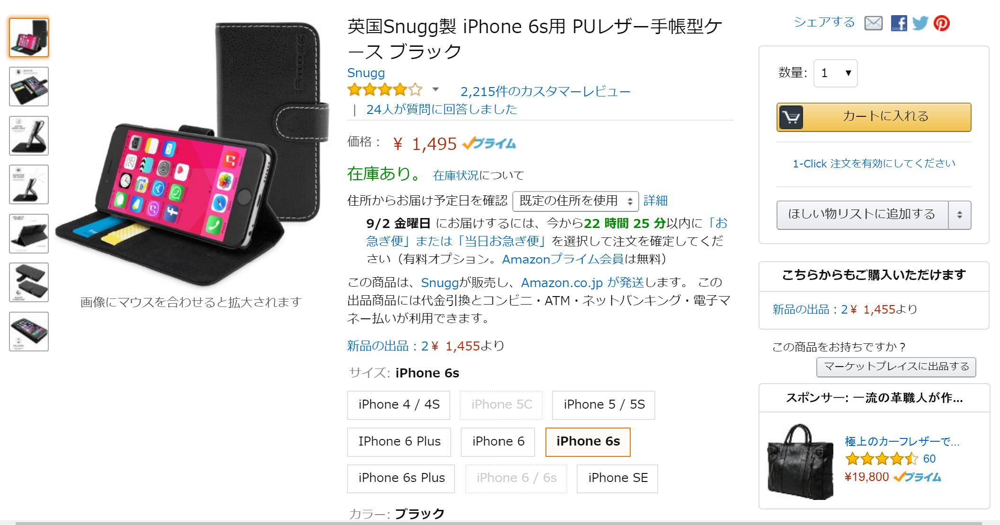 英国Snugg製 iPhone 6s用 PUレザー手帳型ケ
ース ブラック
Snugg
2,215件のカスタマーレビュー
| 24人が質問に回答しました
価格： ￥ 1,495 プライム
在庫あり。 在庫状況について
住所からお届け予定日を確認 既定の住所を使用 詳細
9/2 金曜日 にお届けするには、今から22 時間 25 分以内に「お
急ぎ便」または「当日お急ぎ便」を選択して注文を確定してくだ
さい（有料オプション。Amazonプライム会員は無料）
この商品は、Snuggが販売し、Amazon.co.jp が発送します。 この
出品商品には代金引換とコンビニ・ATM・ネットバンキング・電子マ
ネー払いが利用できます。
新品の出品：2￥ 1,455より
サイズ: iPhone 6s
iPhone 4 / 4S iPhone 5C iPhone 5 / 5S
IPhone 6 Plus iPhone 6 iPhone 6s
iPhone 6s Plus iPhone 6 / 6s iPhone SE
カラー: ブラック
Snugg
28
画像にマウスを合わせると拡大されます
シェアする
数量: 1
カートに入れる
1-Click 注文を有効にしてください
ほしい物リストに追加する
こちらからもご購入いただけます
新品の出品：2￥ 1,455より
この商品をお持ちですか？
マーケットプレイスに出品する
スポンサー: 一流の革職人が作...
極上のカーフレザーで...
60
¥19,800 プライム